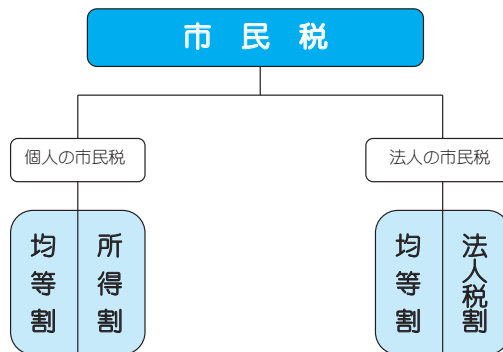 市民税
個人の市民税
法人の市民税
均等割
所得割
均等割
法人税割